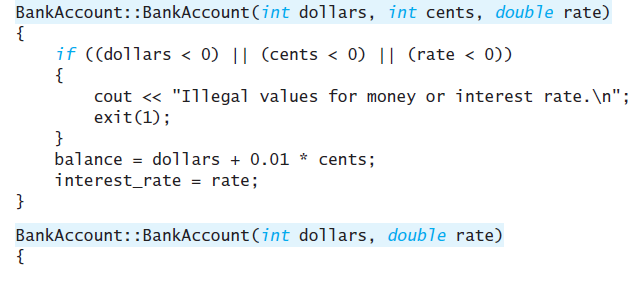 BankAccount::BankAccount(int dollars, int cents, double rate)
{
    if ((dollars < 0) || (cents < 0) || (rate < 0))
    {
        cout << "Illegal values for money or interest rate.\n";
        exit(1);
    }
    balance = dollars + 0.01 * cents;
    interest_rate = rate;
}
BankAccount::BankAccount(int dollars, double rate)
{